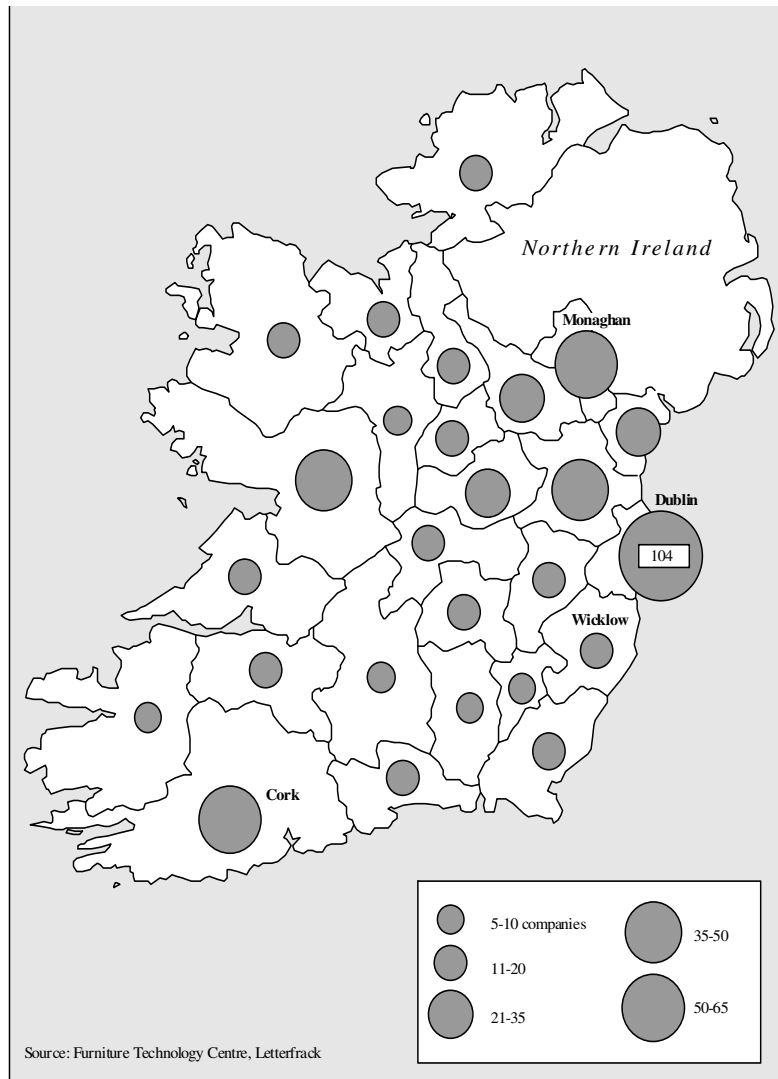 Northern Ireland
Monaghan
Dublin
104
Wicklow
Cork
5-10 companies
11-20
21-35
35-50
50-65
Source: Furniture Technology Centre, Letterfrack